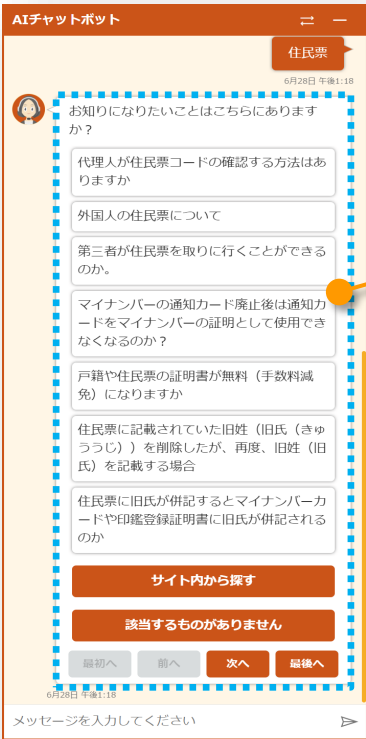 AIチャットボット
住民票
6月28日 午後1:18
お知りになりたいことはこちらにあります
か？
代理人が住民票コードの確認する方法はあ
りますか
外国人の住民票について
第三者が住民票を取りに行くことができる
のか。
マイナンバーの通知カード廃止後は通知カ
ードをマイナンバーの証明として使用でき
なくなるのか？
戸籍や住民票の証明書が無料（手数料減
免）になりますか
住民票に記載されていた旧姓（旧氏（きゅ
ううじ））を削除したが、再度、旧姓（旧
氏）を記載する場合
住民票に旧氏が併記するとマイナンバーカ
ードや印鑑登録証明書に旧氏が併記される
のか
サイト内から探す
該当するものがありません
最初へ 前へ 次へ 最後へ
6月28日 午後1:18
メッセージを入力してください